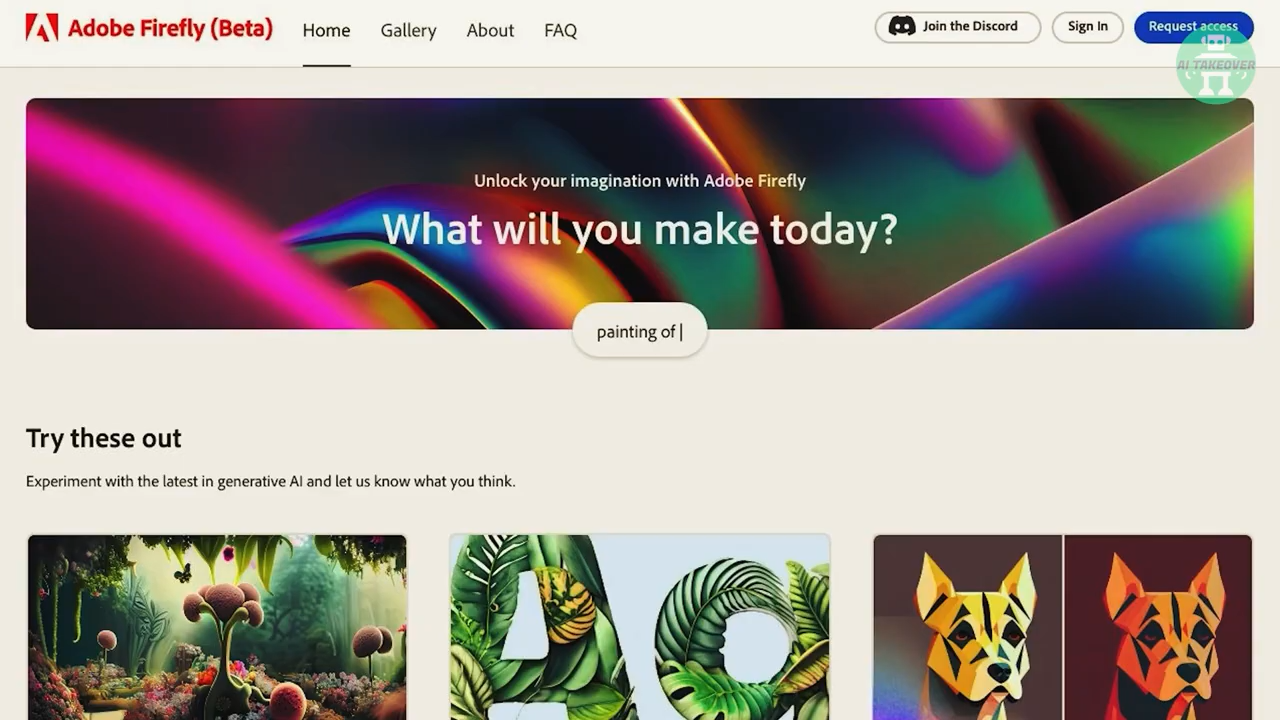 Adobe Firefly (Beta)
Home
Gallery
About
FAQ
Join the Discord
Sign In
Request access
AI TAKEOVER
Unlock your imagination with Adobe Firefly
What will you make today?
painting of
Try these out
Experiment with the latest in generative AI and let us know what you think.